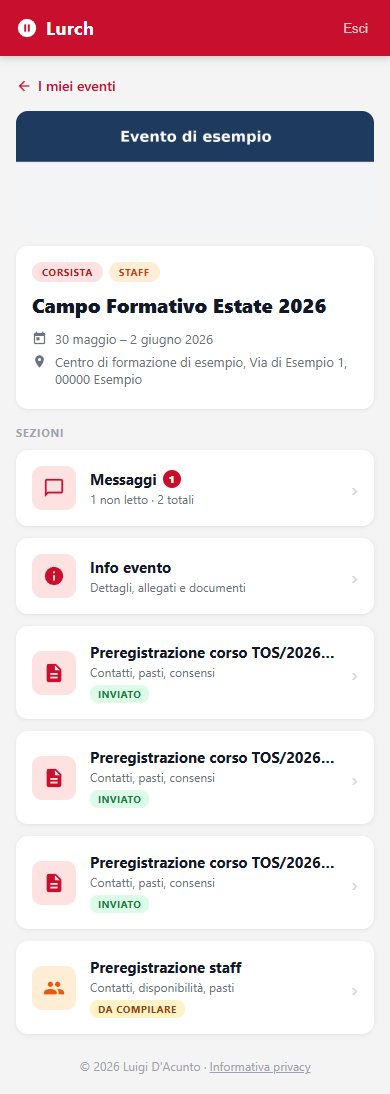 Lurch
Esci
← I miei eventi
Evento di esempio
CORSISTA STAFF
Campo Formativo Estate 2026
30 maggio – 2 giugno 2026
Centro di formazione di esempio, Via di Esempio 1,
00000 Esempio
SEZIONI
Messaggi 1
1 non letto · 2 totali
Info evento
Dettagli, allegati e documenti
Preregistrazione corso TOS/2026...
Contatti, pasti, consensi
INVIATO
Preregistrazione corso TOS/2026...
Contatti, pasti, consensi
INVIATO
Preregistrazione corso TOS/2026...
Contatti, pasti, consensi
INVIATO
Preregistrazione staff
Contatti, disponibilità, pasti
DA COMPILARE
© 2026 Luigi D'Acunto · Informativa privacy